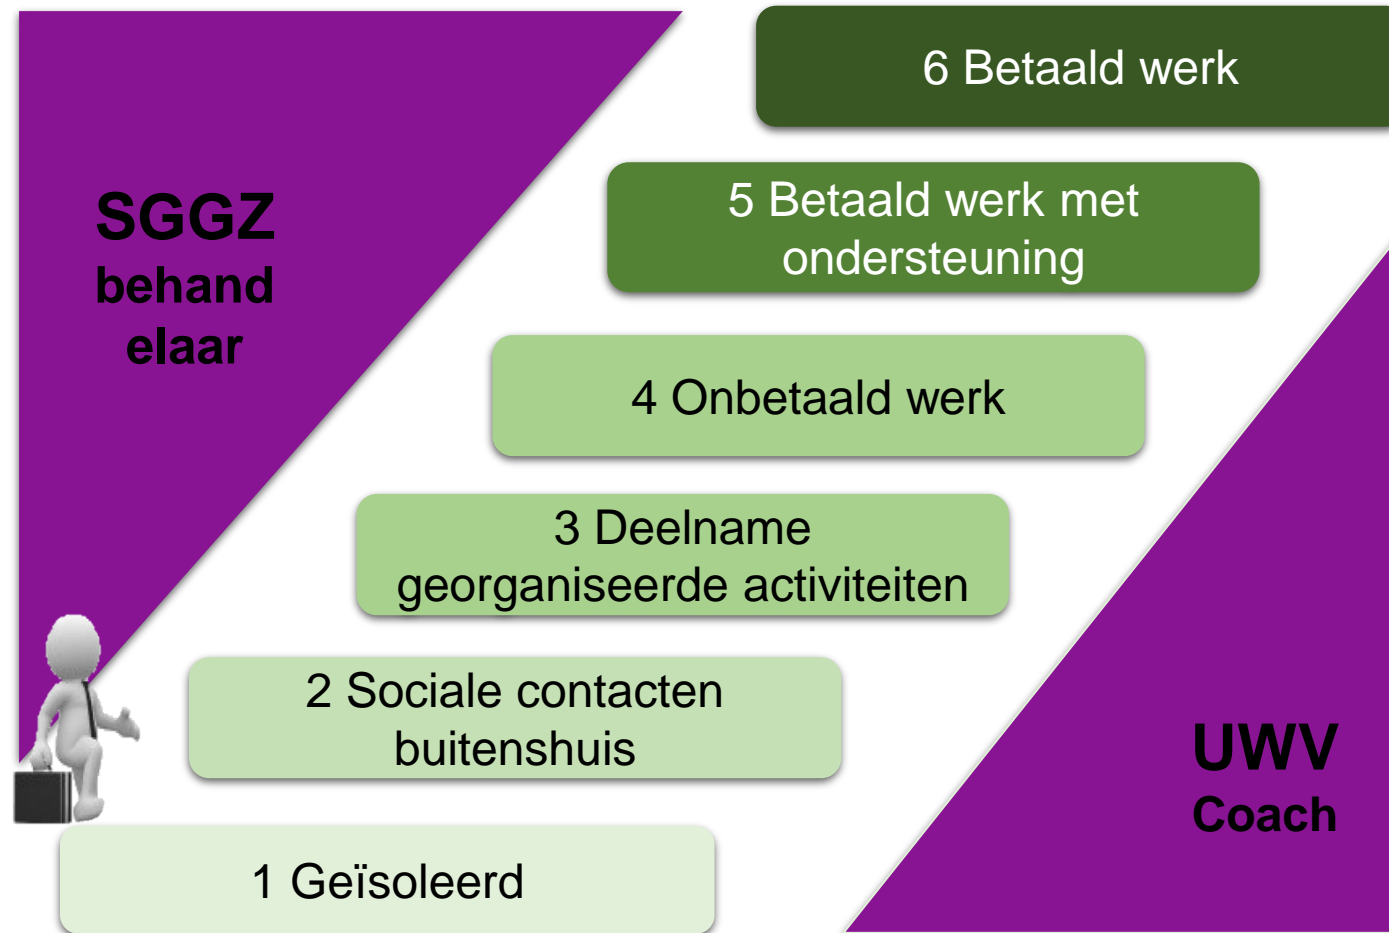 6 Betaald werk
SGGZ
behand
elaar
5 Betaald werk met
ondersteuning
4 Onbetaald werk
3 Deelname
georganiseerde activiteiten
2 Sociale contacten
buitenshuis
UWV
Coach
1 Geïsoleerd